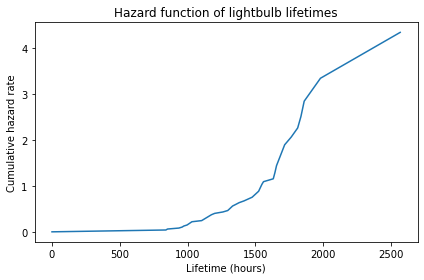 Hazard function of lightbulb lifetimes
Cumulative hazard rate
4
3
2
1
0
0 500 1000 1500 2000 2500
Lifetime (hours)